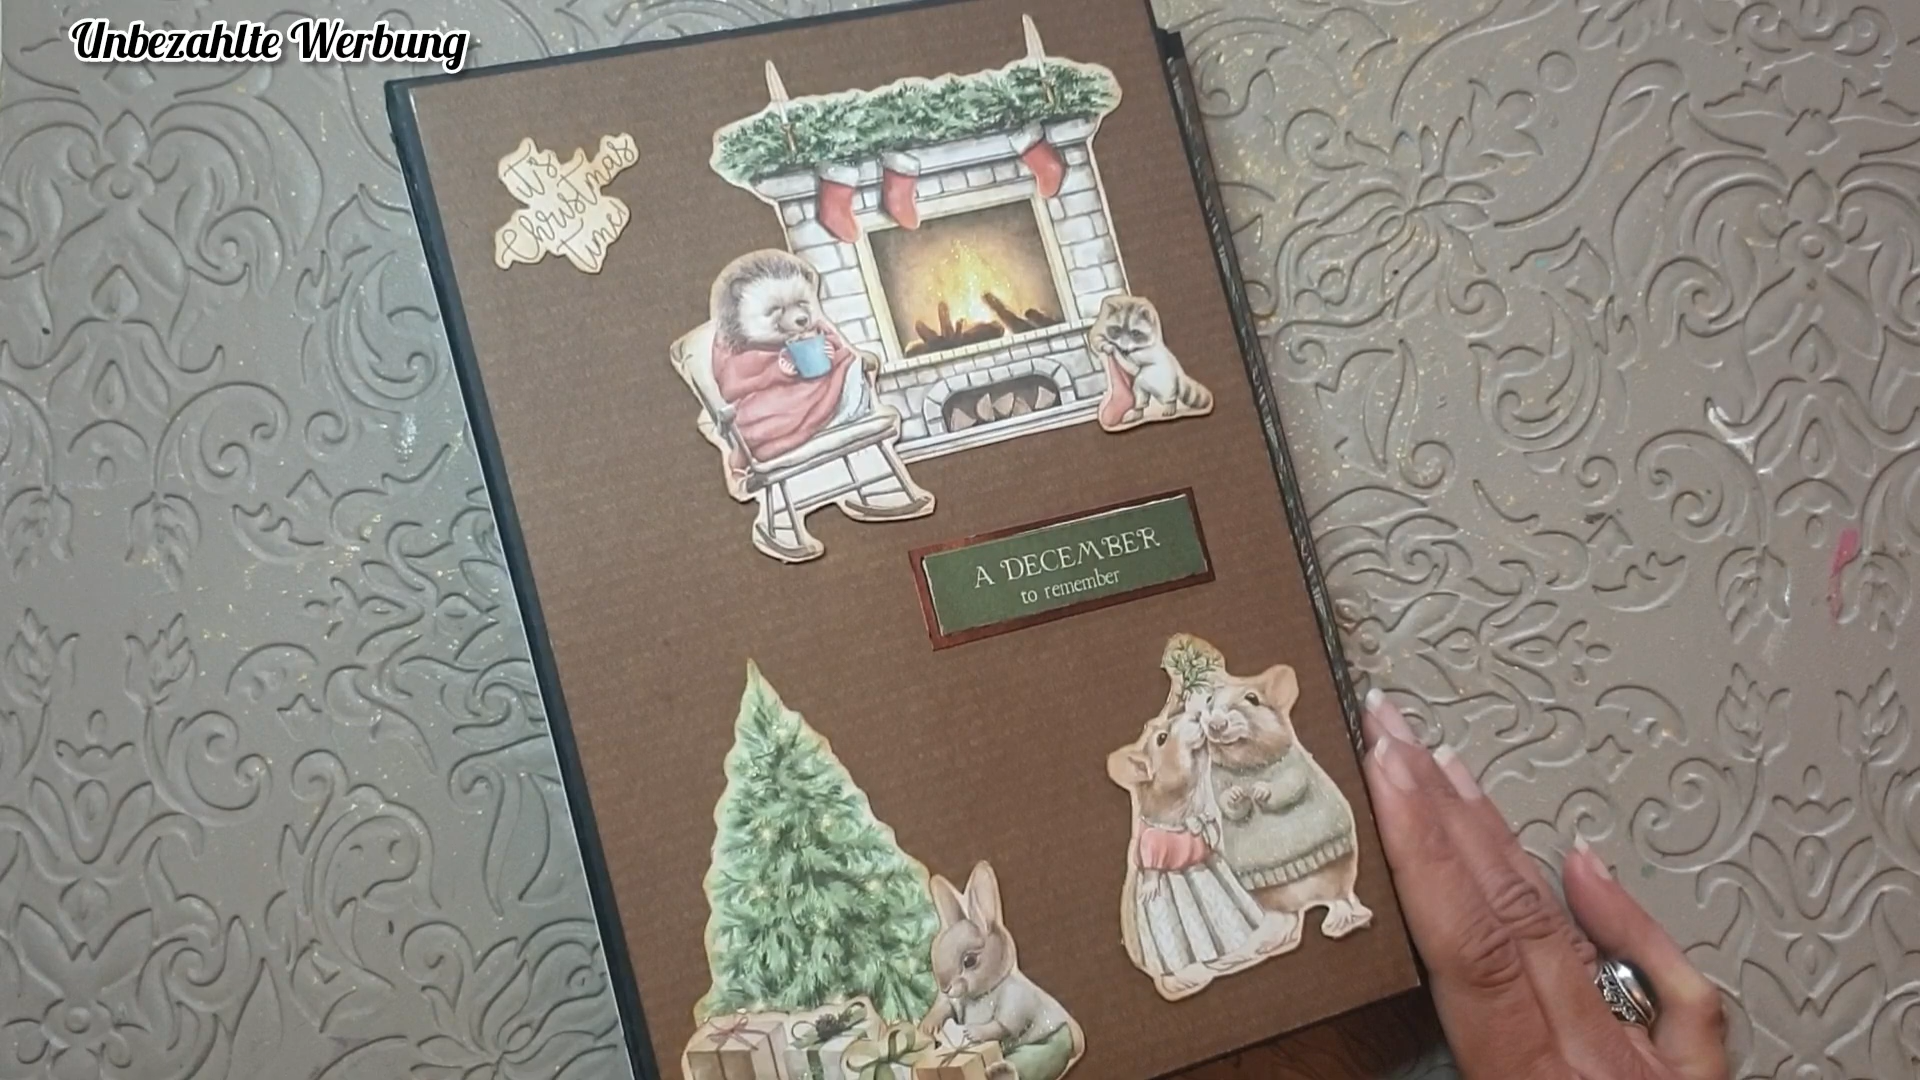 Unbezahlte Werbung
it's
Christmas
time
A DECEMBER
to remember